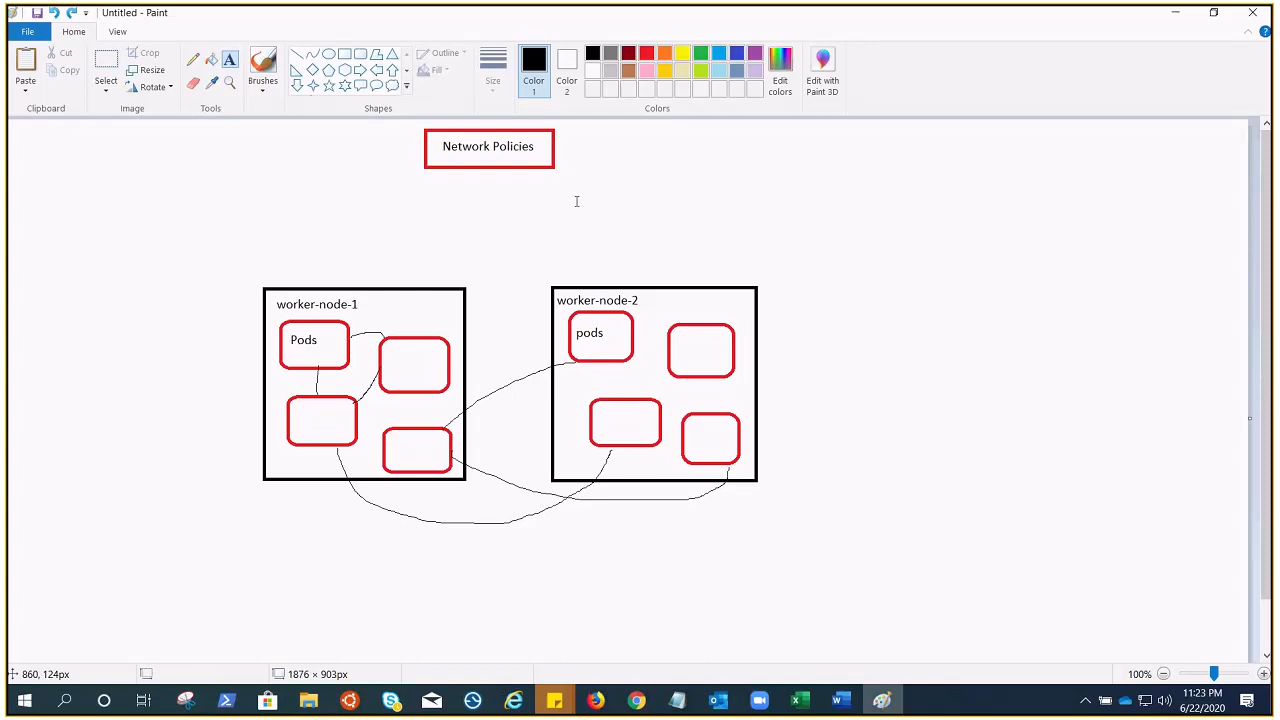 Untitled - Paint
File
Home
View
Paste
Cut
Copy
Clipboard
Select
Crop
Resize
Rotate
Image
A
Tools
Brushes
Outline
Fill
Shapes
Size
Color 1
Color 2
Edit colors
Colors
Edit with Paint 3D
Network Policies
worker-node-1
Pods
worker-node-2
pods
860, 124px
1876 × 903px
100%
11:23 PM
6/22/2020